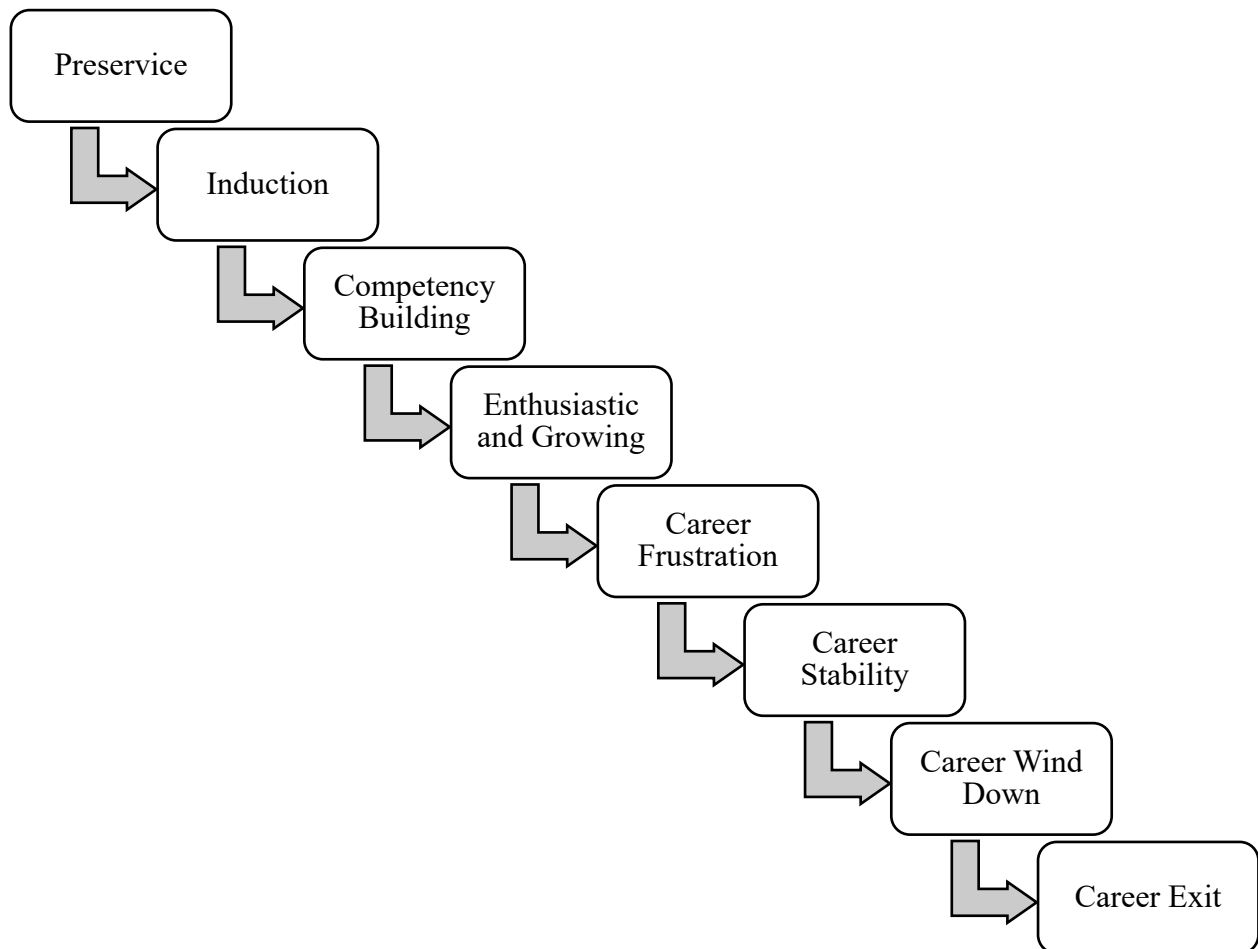 Preservice
Induction
Competency
Building
Enthusiastic
and Growing
Career
Frustration
Career
Stability
Career Wind
Down
Career Exit